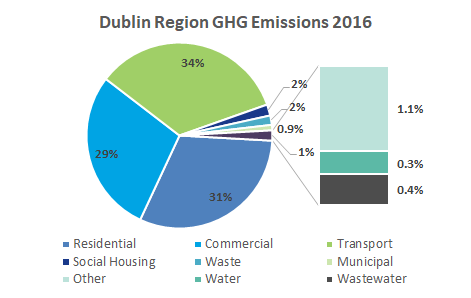 Dublin Region GHG Emissions 2016
34%
2%
2%
0.9%
1%
29%
31%
1.1%
0.3%
0.4%
Residential Commercial Transport
Social Housing Waste Municipal
Other Water Wastewater